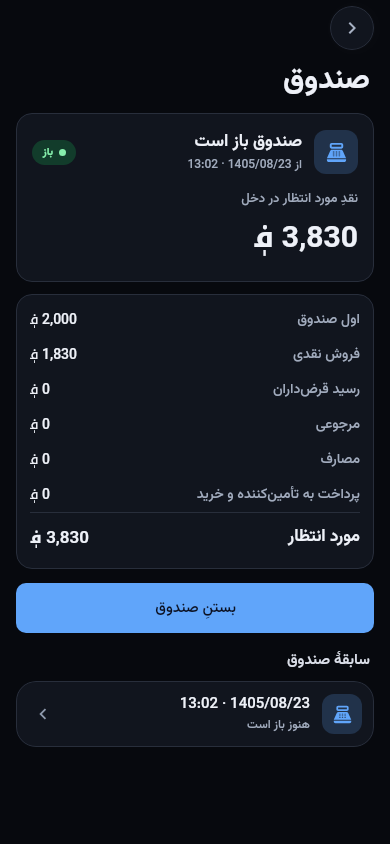 صندوق
صندوق باز است
باز
از 1405/08/23 · 13:02
نقدِ مورد انتظار در دخل
3,830 ؋
اول صندوق 2,000 ؋
فروش نقدی 1,830 ؋
رسید قرض‌داران 0 ؋
مرجوعی 0 ؋
مصارف 0 ؋
پرداخت به تأمین‌کننده و خرید 0 ؋
مورد انتظار 3,830 ؋
بستنِ صندوق
سابقهٔ صندوق
1405/08/23 · 13:02
هنوز باز است